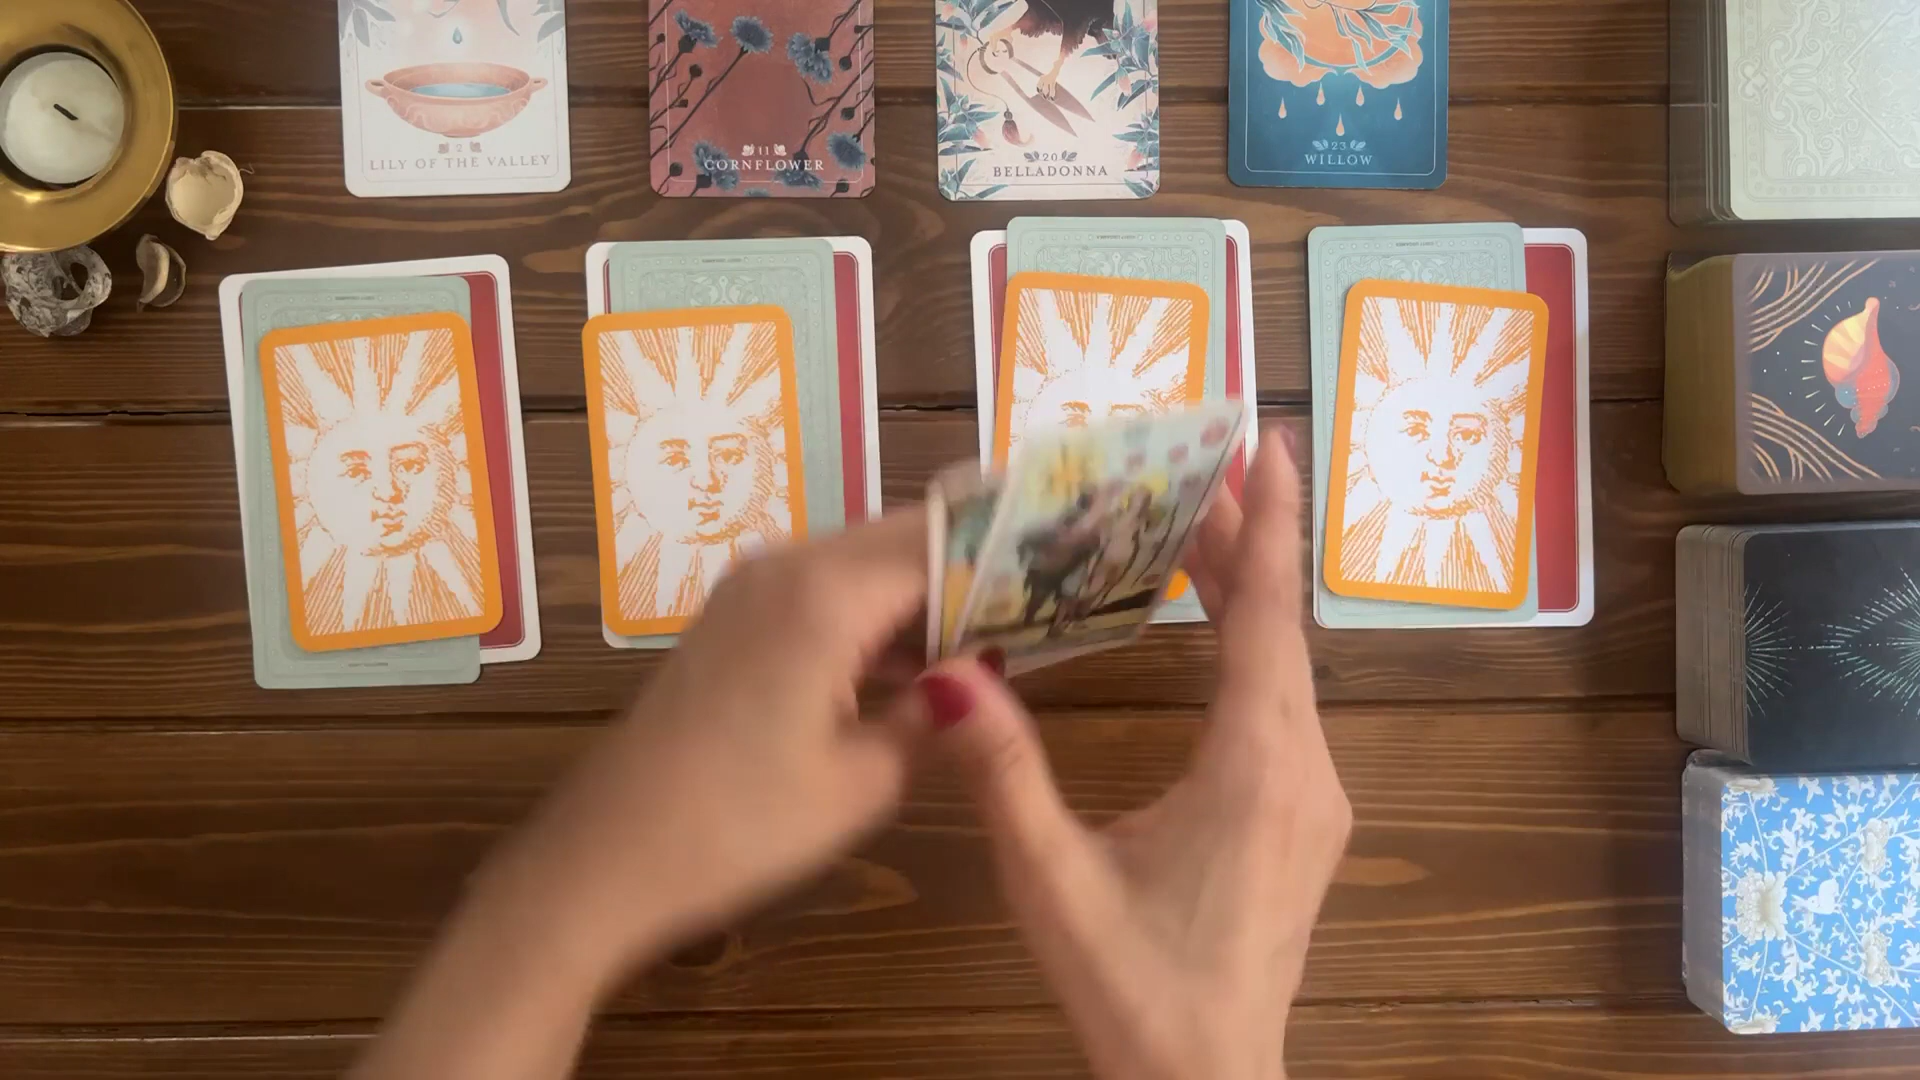 2
LILY OF THE VALLEY
11
CORNFLOWER
20
BELLADONNA
23
WILLOW